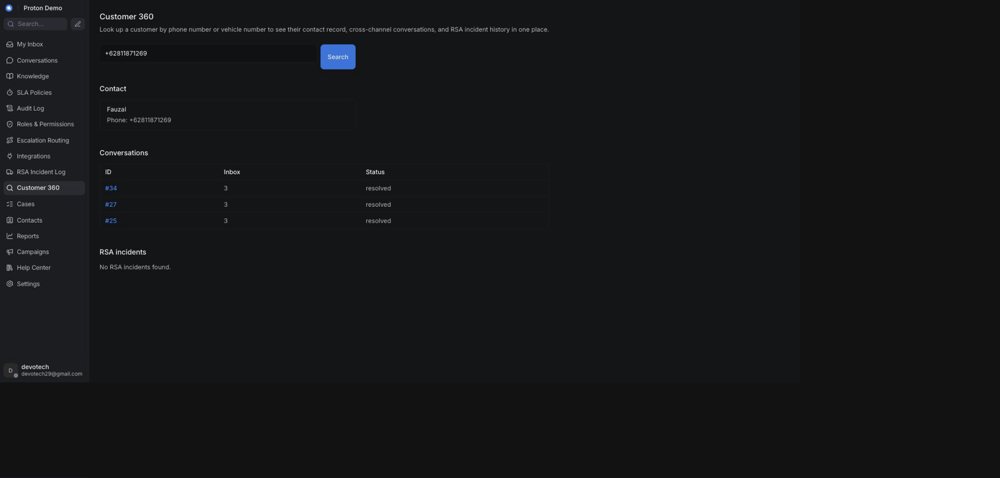 Proton Demo
Search...
My Inbox
Conversations
Knowledge
SLA Policies
Audit Log
Roles & Permissions
Escalation Routing
Integrations
RSA Incident Log
Customer 360
Cases
Contacts
Reports
Campaigns
Help Center
Settings
D
devotech
devotech29@gmail.com
Customer 360
Look up a customer by phone number or vehicle number to see their contact record, cross-channel conversations, and RSA incident history in one place.
+62811871269
Search
Contact
Fauzal
Phone: +62811871269
Conversations
ID Inbox Status
#34 3 resolved
#27 3 resolved
#25 3 resolved
RSA incidents
No RSA incidents found.